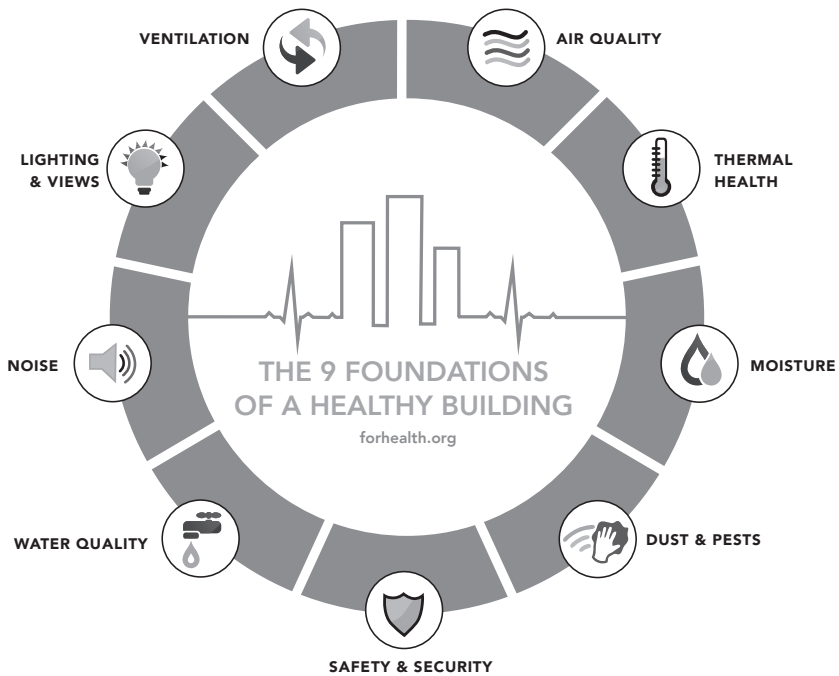 VENTILATION
AIR QUALITY
LIGHTING
& VIEWS
THERMAL
HEALTH
NOISE
THE 9 FOUNDATIONS
OF A HEALTHY BUILDING
forhealth.org
MOISTURE
WATER QUALITY
DUST & PESTS
SAFETY & SECURITY